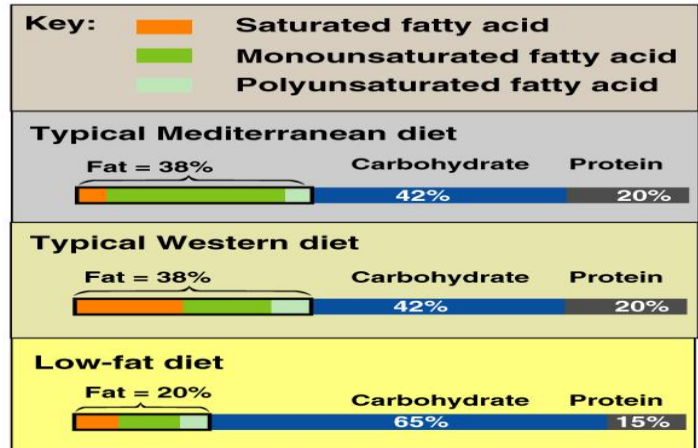 Key: Saturated fatty acid
Monounsaturated fatty acid
Polyunsaturated fatty acid
Typical Mediterranean diet
Fat = 38% Carbohydrate Protein
42% 20%
Typical Western diet
Fat = 38% Carbohydrate Protein
42% 20%
Low-fat diet
Fat = 20% Carbohydrate Protein
65% 15%